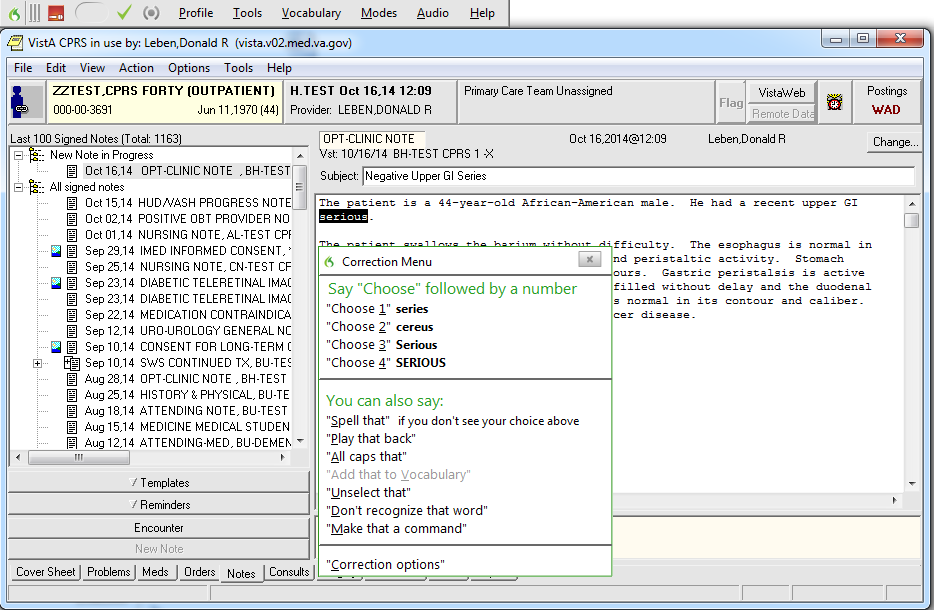 Profile Tools Vocabulary Modes Audio Help
VistA CPRS in use by: Leben,Donald R (vista.v02.med.va.gov)
File Edit View Action Options Tools Help
ZZTEST,CPRS FORTY (OUTPATIENT)
000-00-3691 Jun 11,1970 (44)
H.TEST Oct 16,14 12:09
Provider: LEBEN,DONALD R
Primary Care Team Unassigned
Flag
VistaWeb
Remote Data
Postings
WAD
Last 100 Signed Notes (Total: 1163)
New Note in Progress
Oct 16,14 OPT-CLINIC NOTE , BH-TEST
All signed notes
Oct 15,14 HUD/VASH PROGRESS NOTE
Oct 02,14 POSITIVE OBT PROVIDER NO
Oct 01,14 NURSING NOTE, AL-TEST CPR
Sep 29,14 IMED INFORMED CONSENT,
Sep 25,14 NURSING NOTE, CN-TEST CF
Sep 23,14 DIABETIC TELERETINAL IMAG
Sep 23,14 DIABETIC TELERETINAL IMAG
Sep 22,14 MEDICATION CONTRAINDICA
Sep 12,14 URO-UROLOGY GENERAL NO
Sep 10,14 CONSENT FOR LONG-TERM
Sep 10,14 SWS CONTINUED TX, BU-TES
Aug 28,14 OPT-CLINIC NOTE , BH-TEST
Aug 25,14 HISTORY & PHYSICAL, BU-TE
Aug 18,14 ATTENDING NOTE, BU-TEST
Aug 15,14 MEDICINE MEDICAL STUDEN
Aug 12,14 ATTENDING-MED, BU-DEMEN
/ Templates
/ Reminders
Encounter
New Note
Cover Sheet Problems Meds Orders Notes Consults
OPT-CLINIC NOTE Oct 16,2014@12:09 Leben,Donald R Change...
Vst: 10/16/14 BH-TEST CPRS 1 -X
Subject: Negative Upper GI Series
The patient is a 44-year-old African-American male. He had a recent upper GI
serious.
The patient swallows the barium without difficulty. The esophagus is normal in
nd peristaltic activity. Stomach
ours. Gastric peristalsis is active
filled without delay and the duodenal
s normal in its contour and caliber.
cer disease.
Correction Menu
Say "Choose" followed by a number
"Choose 1" series
"Choose 2" cereus
"Choose 3" Serious
"Choose 4" SERIOUS
You can also say:
"Spell that" if you don't see your choice above
"Play that back"
"All caps that"
"Add that to Vocabulary"
"Unselect that"
"Don't recognize that word"
"Make that a command"
"Correction options"